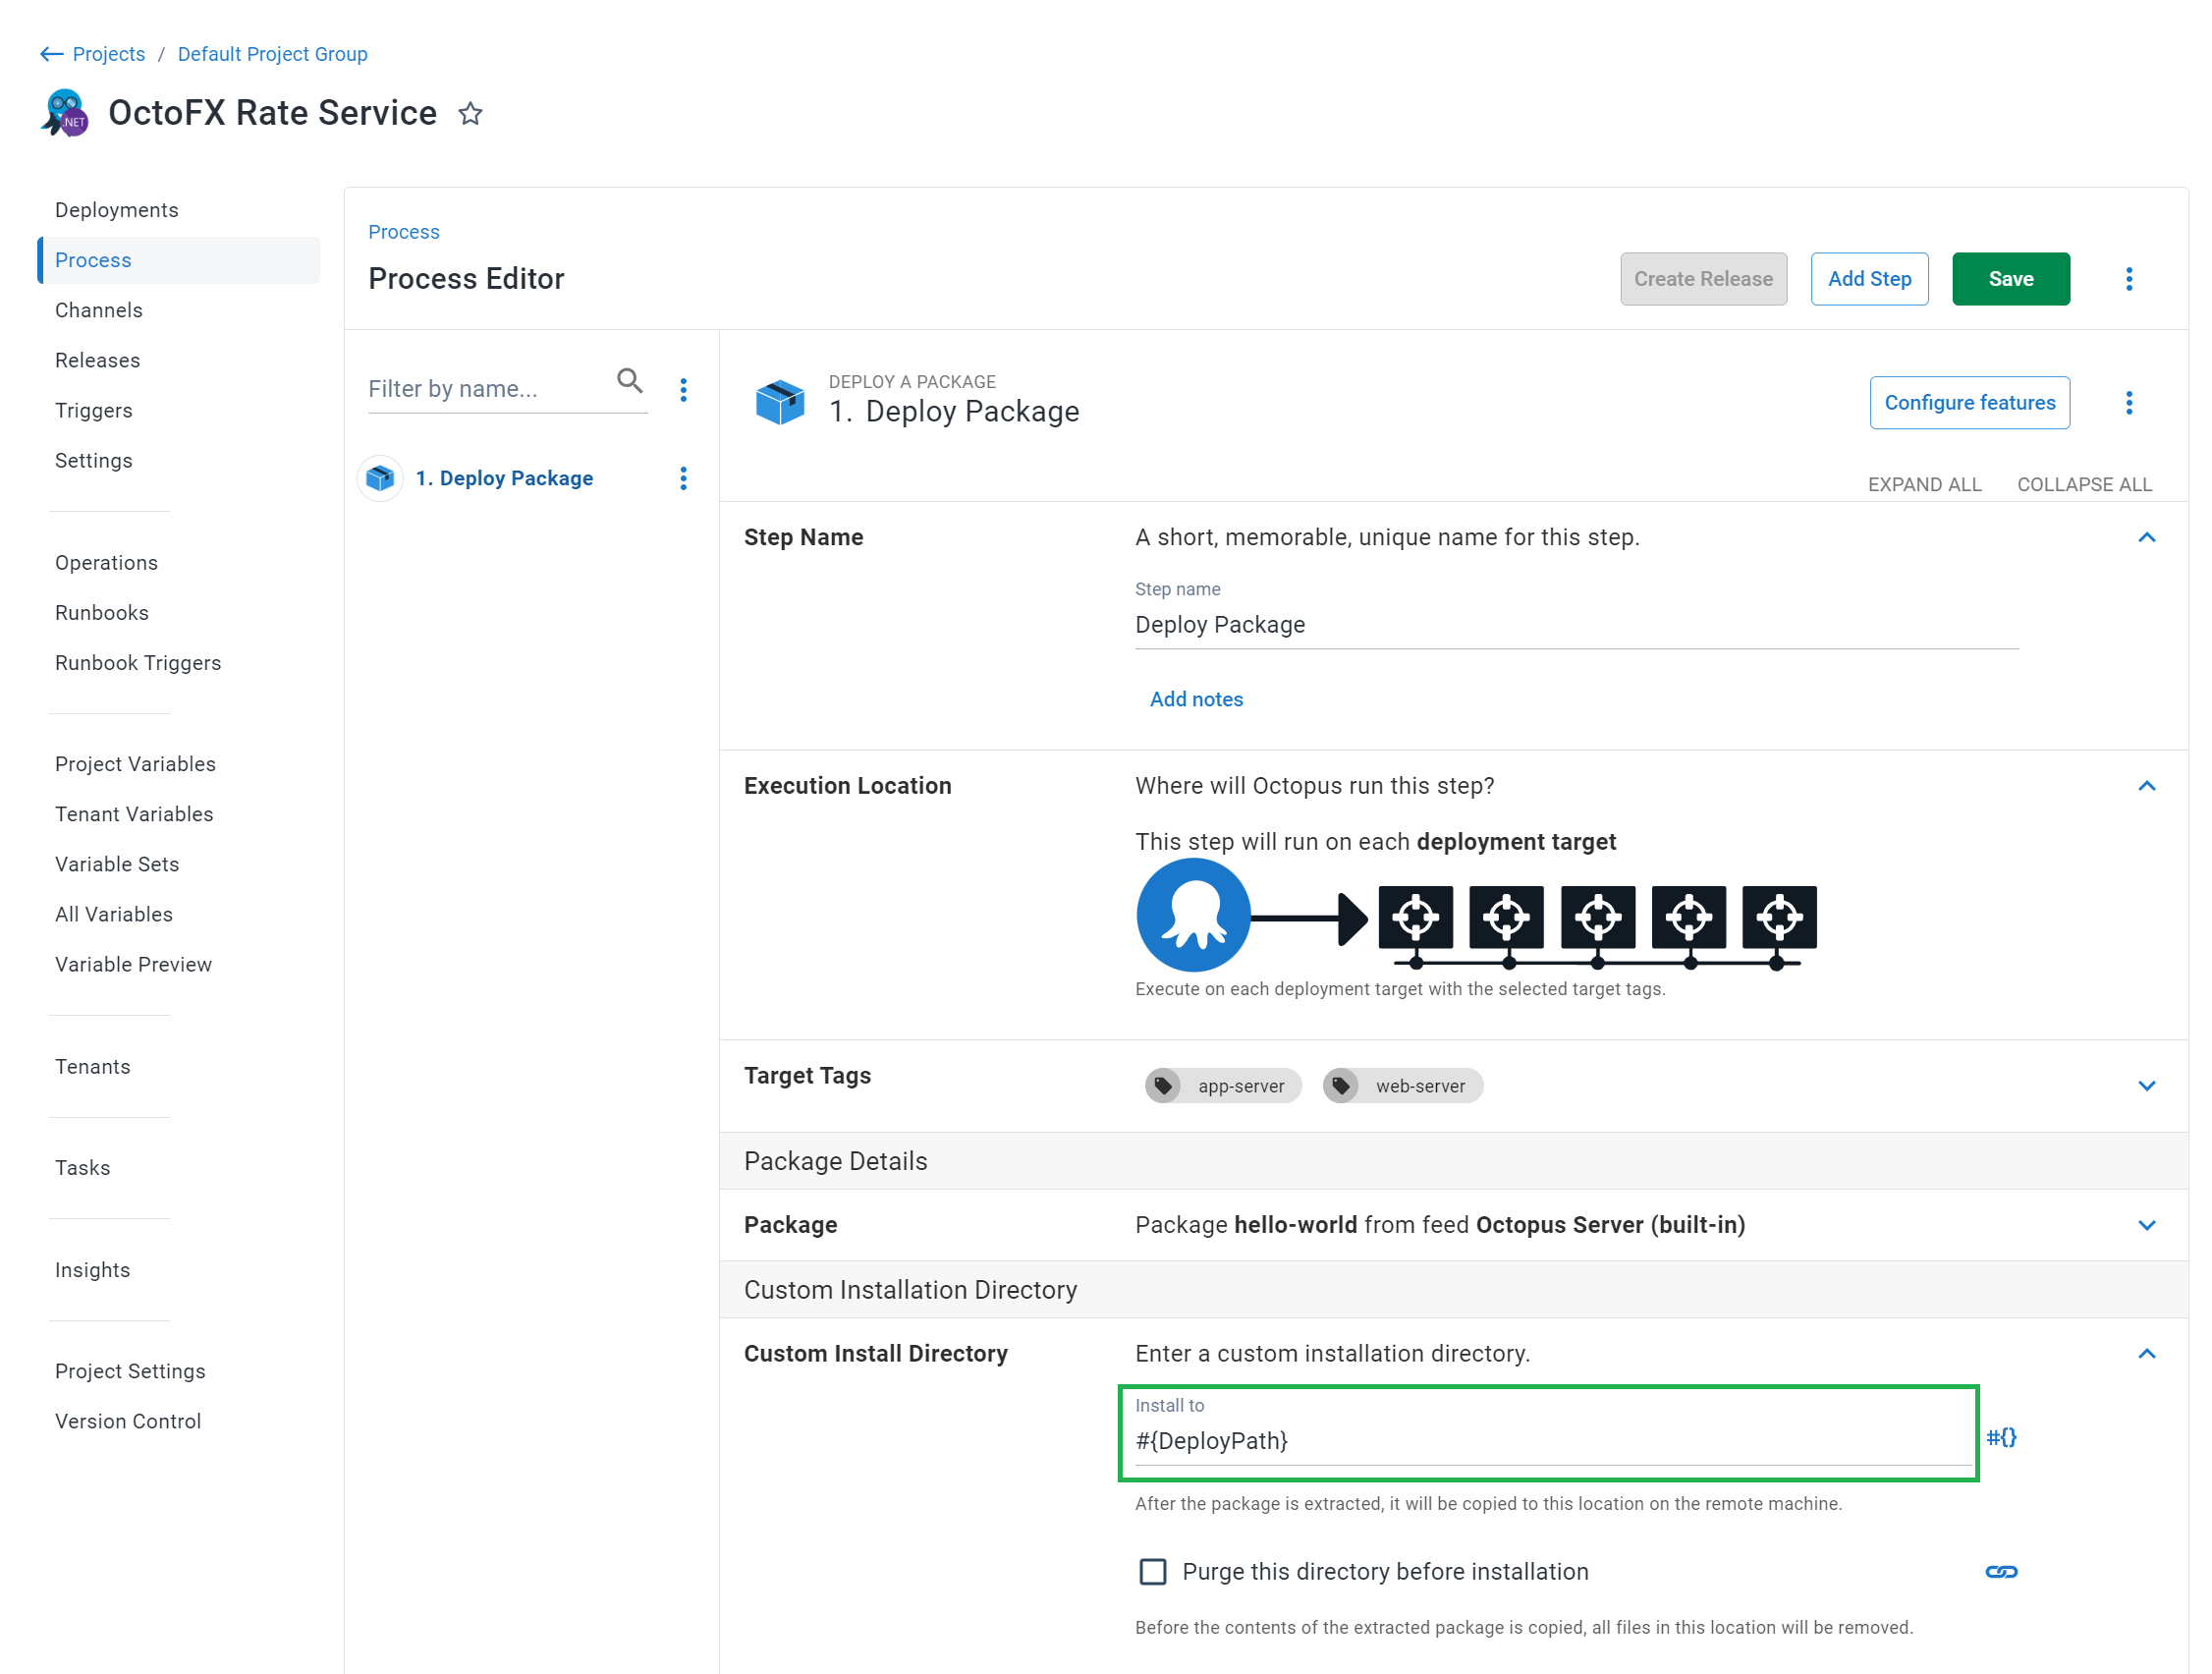 Projects / Default Project Group
.NET
OctoFX Rate Service
Deployments
Process
Channels
Releases
Triggers
Settings
Operations
Runbooks
Runbook Triggers
Project Variables
Tenant Variables
Variable Sets
All Variables
Variable Preview
Tenants
Tasks
Insights
Project Settings
Version Control
Process
Process Editor
Create Release
Add Step
Save
Filter by name...
1. Deploy Package
DEPLOY A PACKAGE
1. Deploy Package
Configure features
EXPAND ALL
COLLAPSE ALL
Step Name
A short, memorable, unique name for this step.
Step name
Deploy Package
Add notes
Execution Location
Where will Octopus run this step?
This step will run on each deployment target
Execute on each deployment target with the selected target tags.
Target Tags
app-server
web-server
Package Details
Package
Package hello-world from feed Octopus Server (built-in)
Custom Installation Directory
Custom Install Directory
Enter a custom installation directory.
Install to
#{DeployPath}
#{}
After the package is extracted, it will be copied to this location on the remote machine.
Purge this directory before installation
Before the contents of the extracted package is copied, all files in this location will be removed.